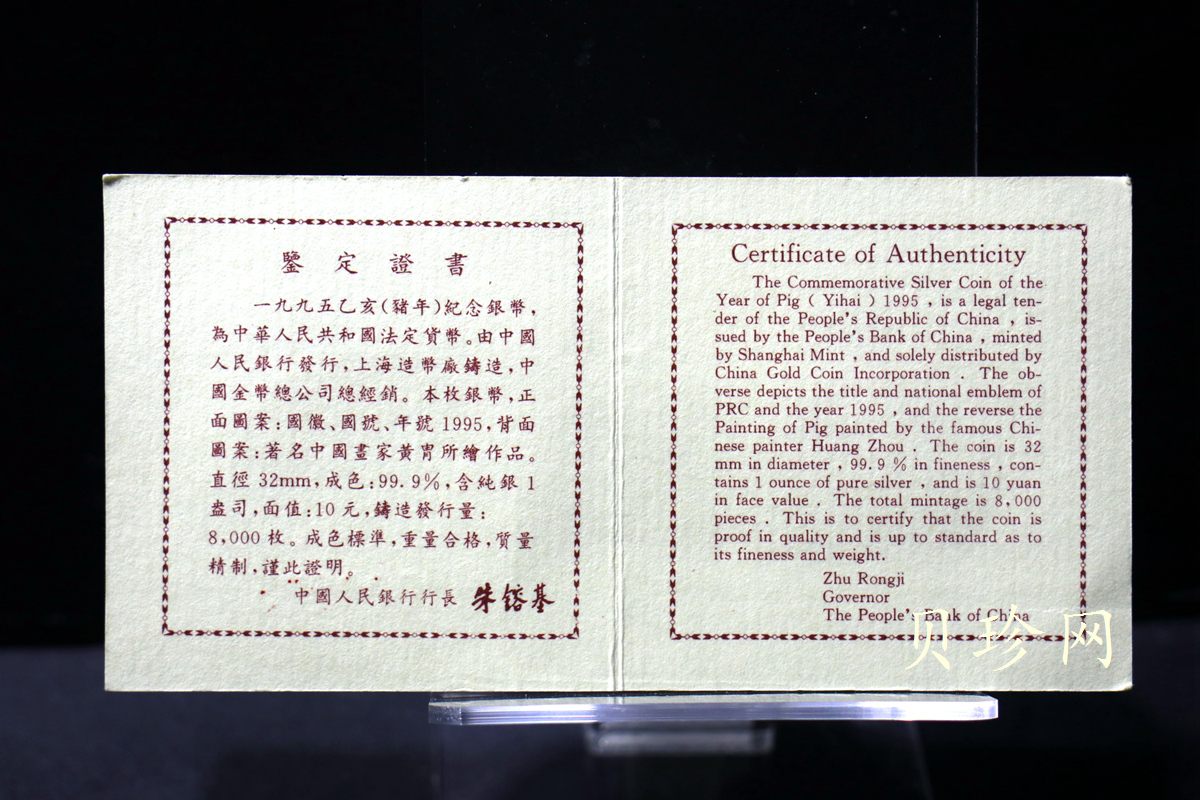 鑒定證書
一九九五乙亥(豬年)紀念銀幣,
為中華人民共和國法定貨幣。由中國
人民銀行發行,上海造幣廠鑄造,中
國金幣總公司總經銷。本枚銀幣,正
面圖案:國徽、國號、年號1995,背面
圖案:著名中國畫家黃胄所繪作品。
直徑32mm,成色:99.9%,含純銀1
盎司,面值:10元,鑄造發行量:
8,000枚。成色標準,重量合格,質量
精制,謹此證明。
中國人民銀行行長 朱鎔基
Certificate of Authenticity
The Commemorative Silver Coin of the
Year of Pig ( Yihai ) 1995 , is a legal ten-
der of the People's Republic of China , is-
sued by the People's Bank of China , minted
by Shanghai Mint , and solely distributed by
China Gold Coin Incorporation . The ob-
verse depicts the title and national emblem of
PRC and the year 1995 , and the reverse the
Painting of Pig painted by the famous Chi-
nese painter Huang Zhou . The coin is 32
mm in diameter , 99.9 % in fineness , con-
tains 1 ounce of pure silver , and is 10 yuan
in face value . The total mintage is 8,000
pieces . This is to certify that the coin is
proof in quality and is up to standard as to
its fineness and weight.
Zhu Rongji
Governor
The People's Bank of China
贝珍网